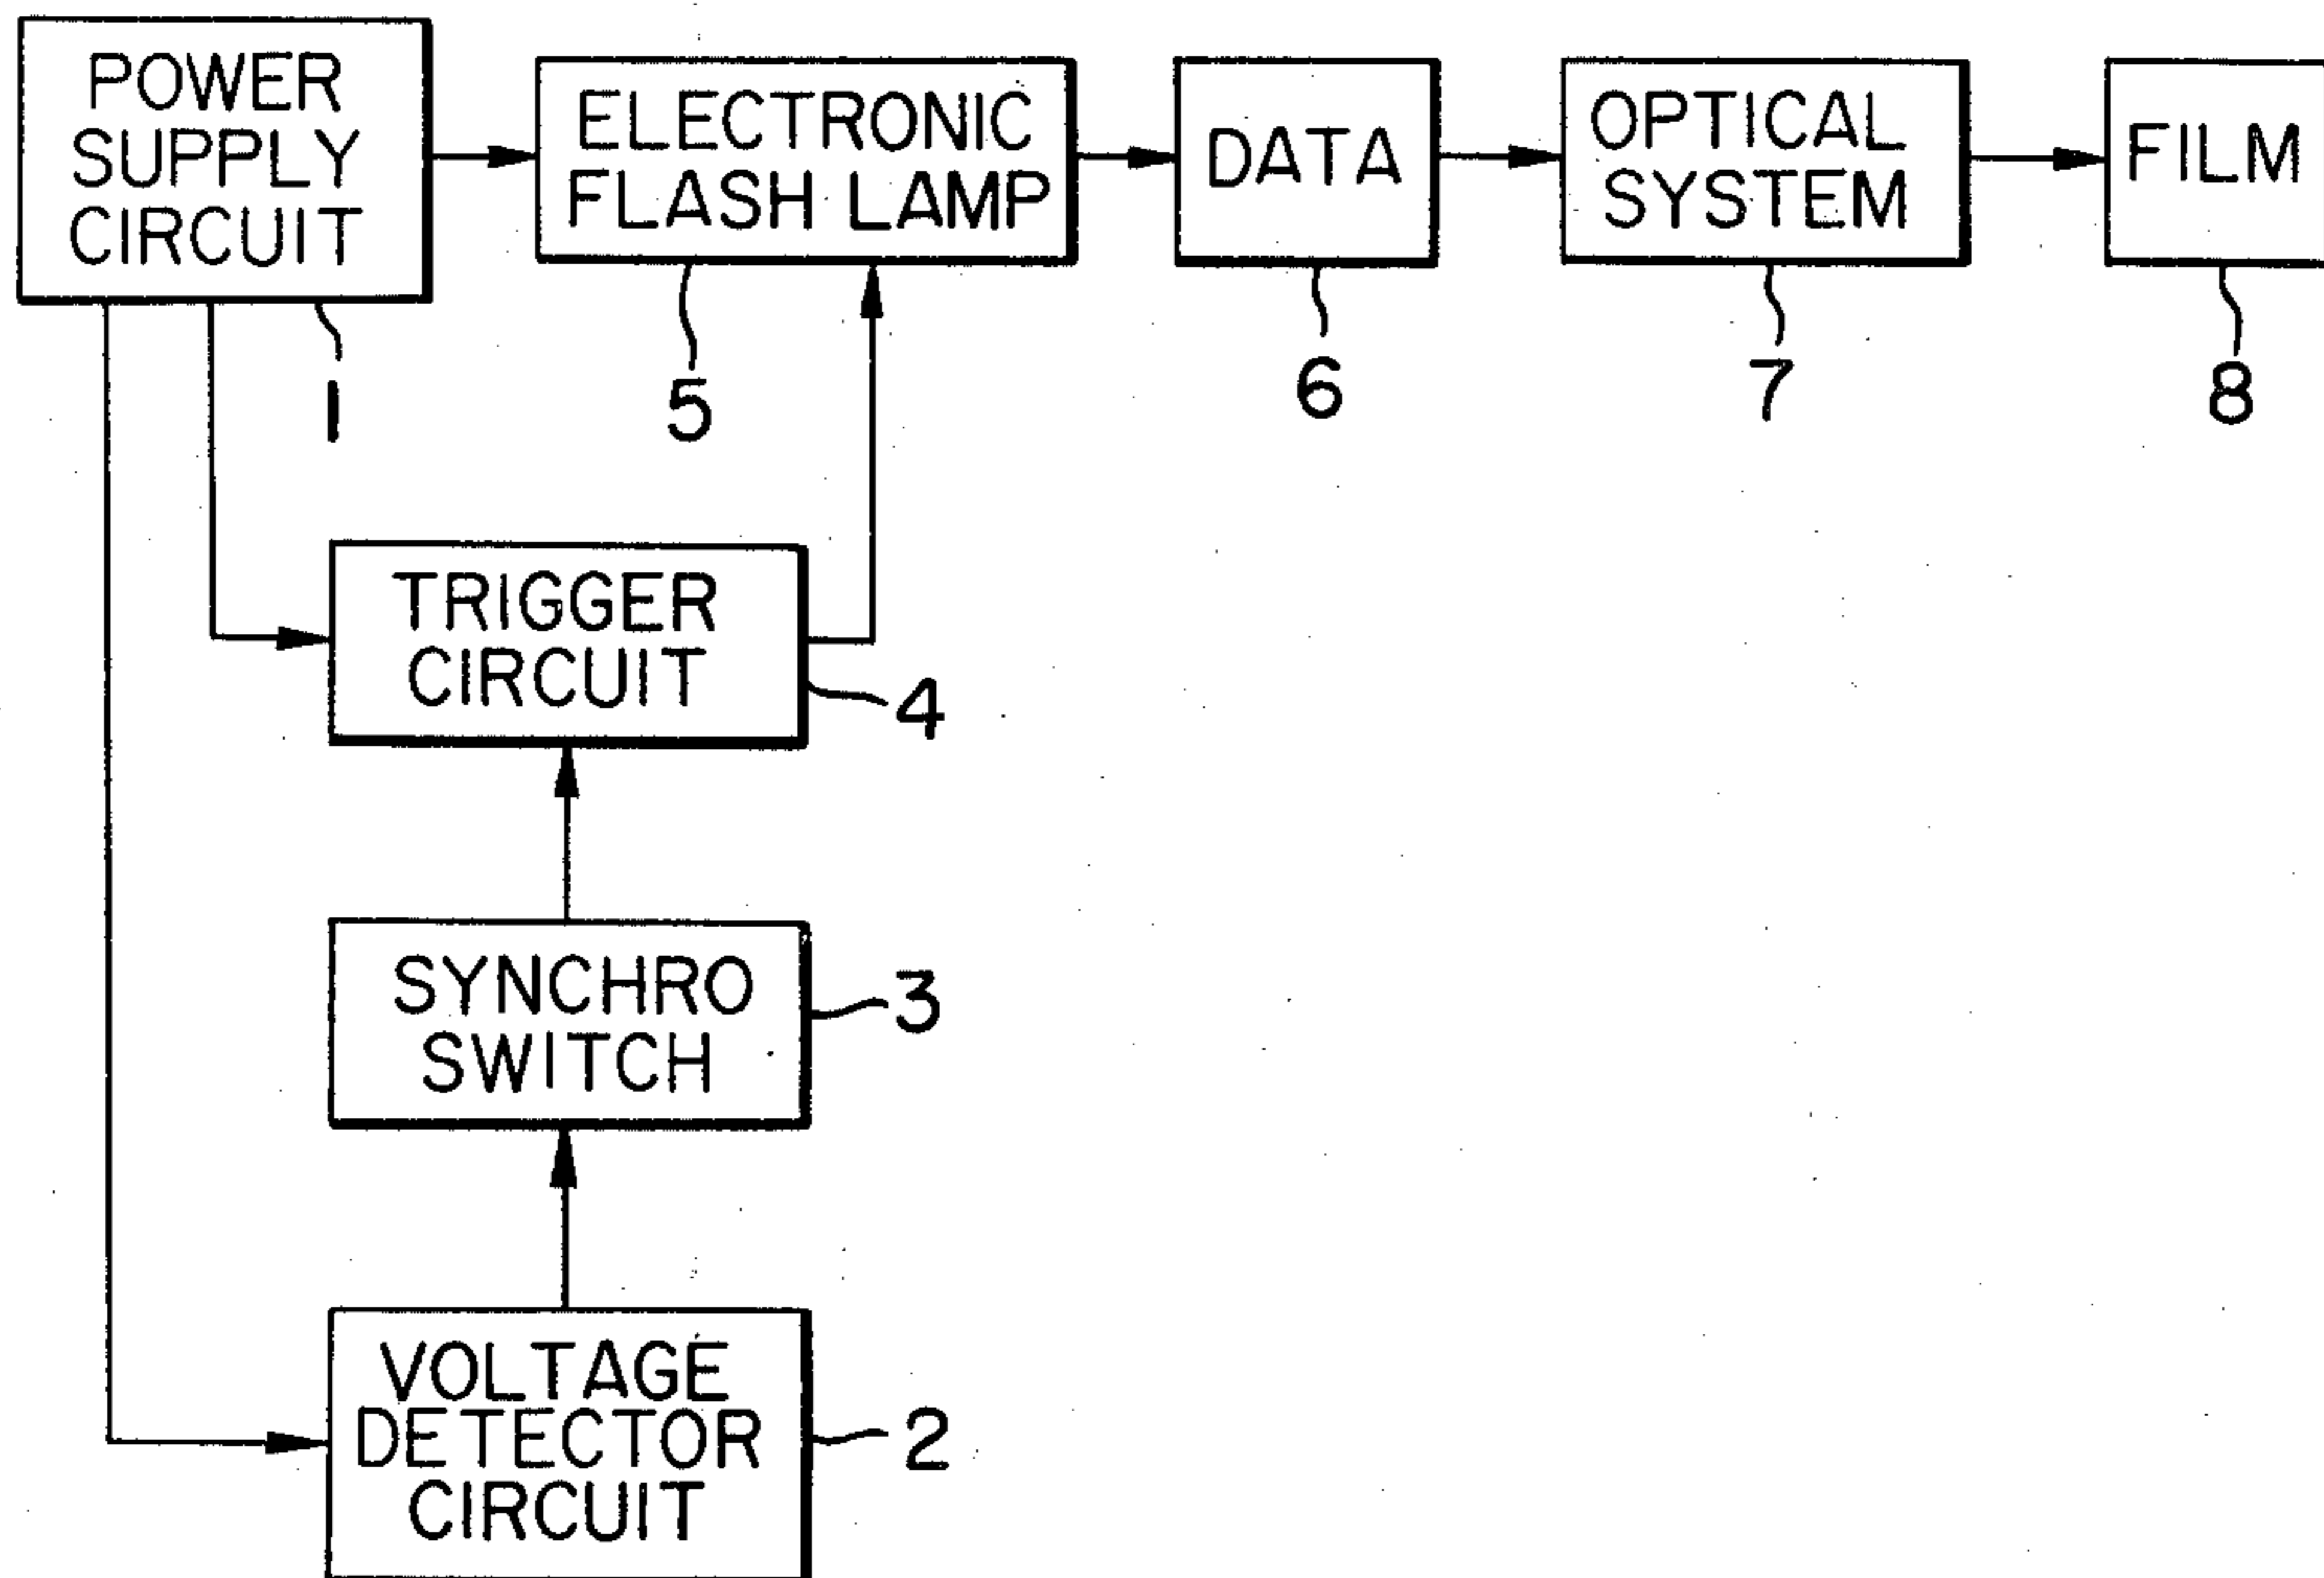 POWER
SUPPLY
CIRCUIT
1
ELECTRONIC
FLASH LAMP
5
DATA
6
OPTICAL
SYSTEM
7
FILM
8
TRIGGER
CIRCUIT
4
SYNCHRO
SWITCH
3
VOLTAGE
DETECTOR
CIRCUIT
2